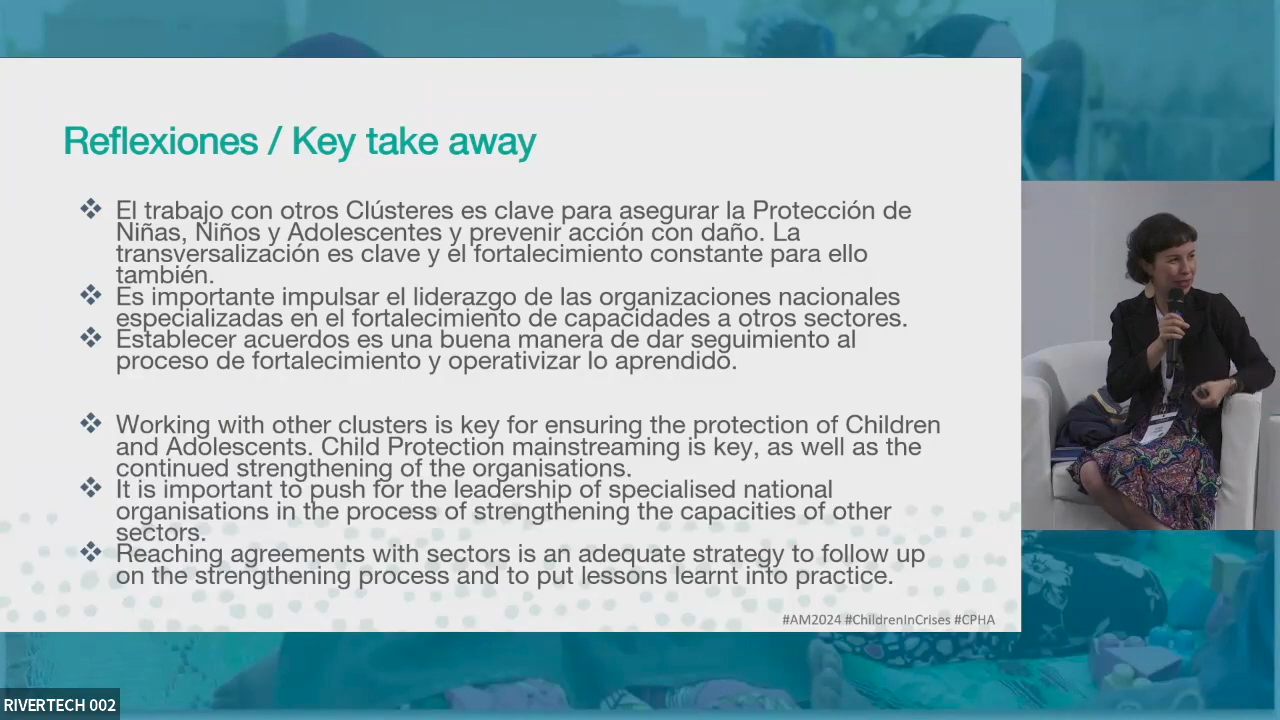 Reflexiones / Key take away
El trabajo con otros Clústeres es clave para asegurar la Protección de
Niñas, Niños y Adolescentes y prevenir acción con daño. La
transversalización es clave y el fortalecimiento constante para ello
también.
Es importante impulsar el liderazgo de las organizaciones nacionales
especializadas en el fortalecimiento de capacidades a otros sectores.
Establecer acuerdos es una buena manera de dar seguimiento al
proceso de fortalecimiento y operativizar lo aprendido.
Working with other clusters is key for ensuring the protection of Children
and Adolescents. Child Protection mainstreaming is key, as well as the
continued strengthening of the organisations.
It is important to push for the leadership of specialised national
organisations in the process of strengthening the capacities of other
sectors.
Reaching agreements with sectors is an adequate strategy to follow up
on the strengthening process and to put lessons learnt into practice.
#AM2024 #ChildrenInCrises #CPHA
RIVERTECH 002